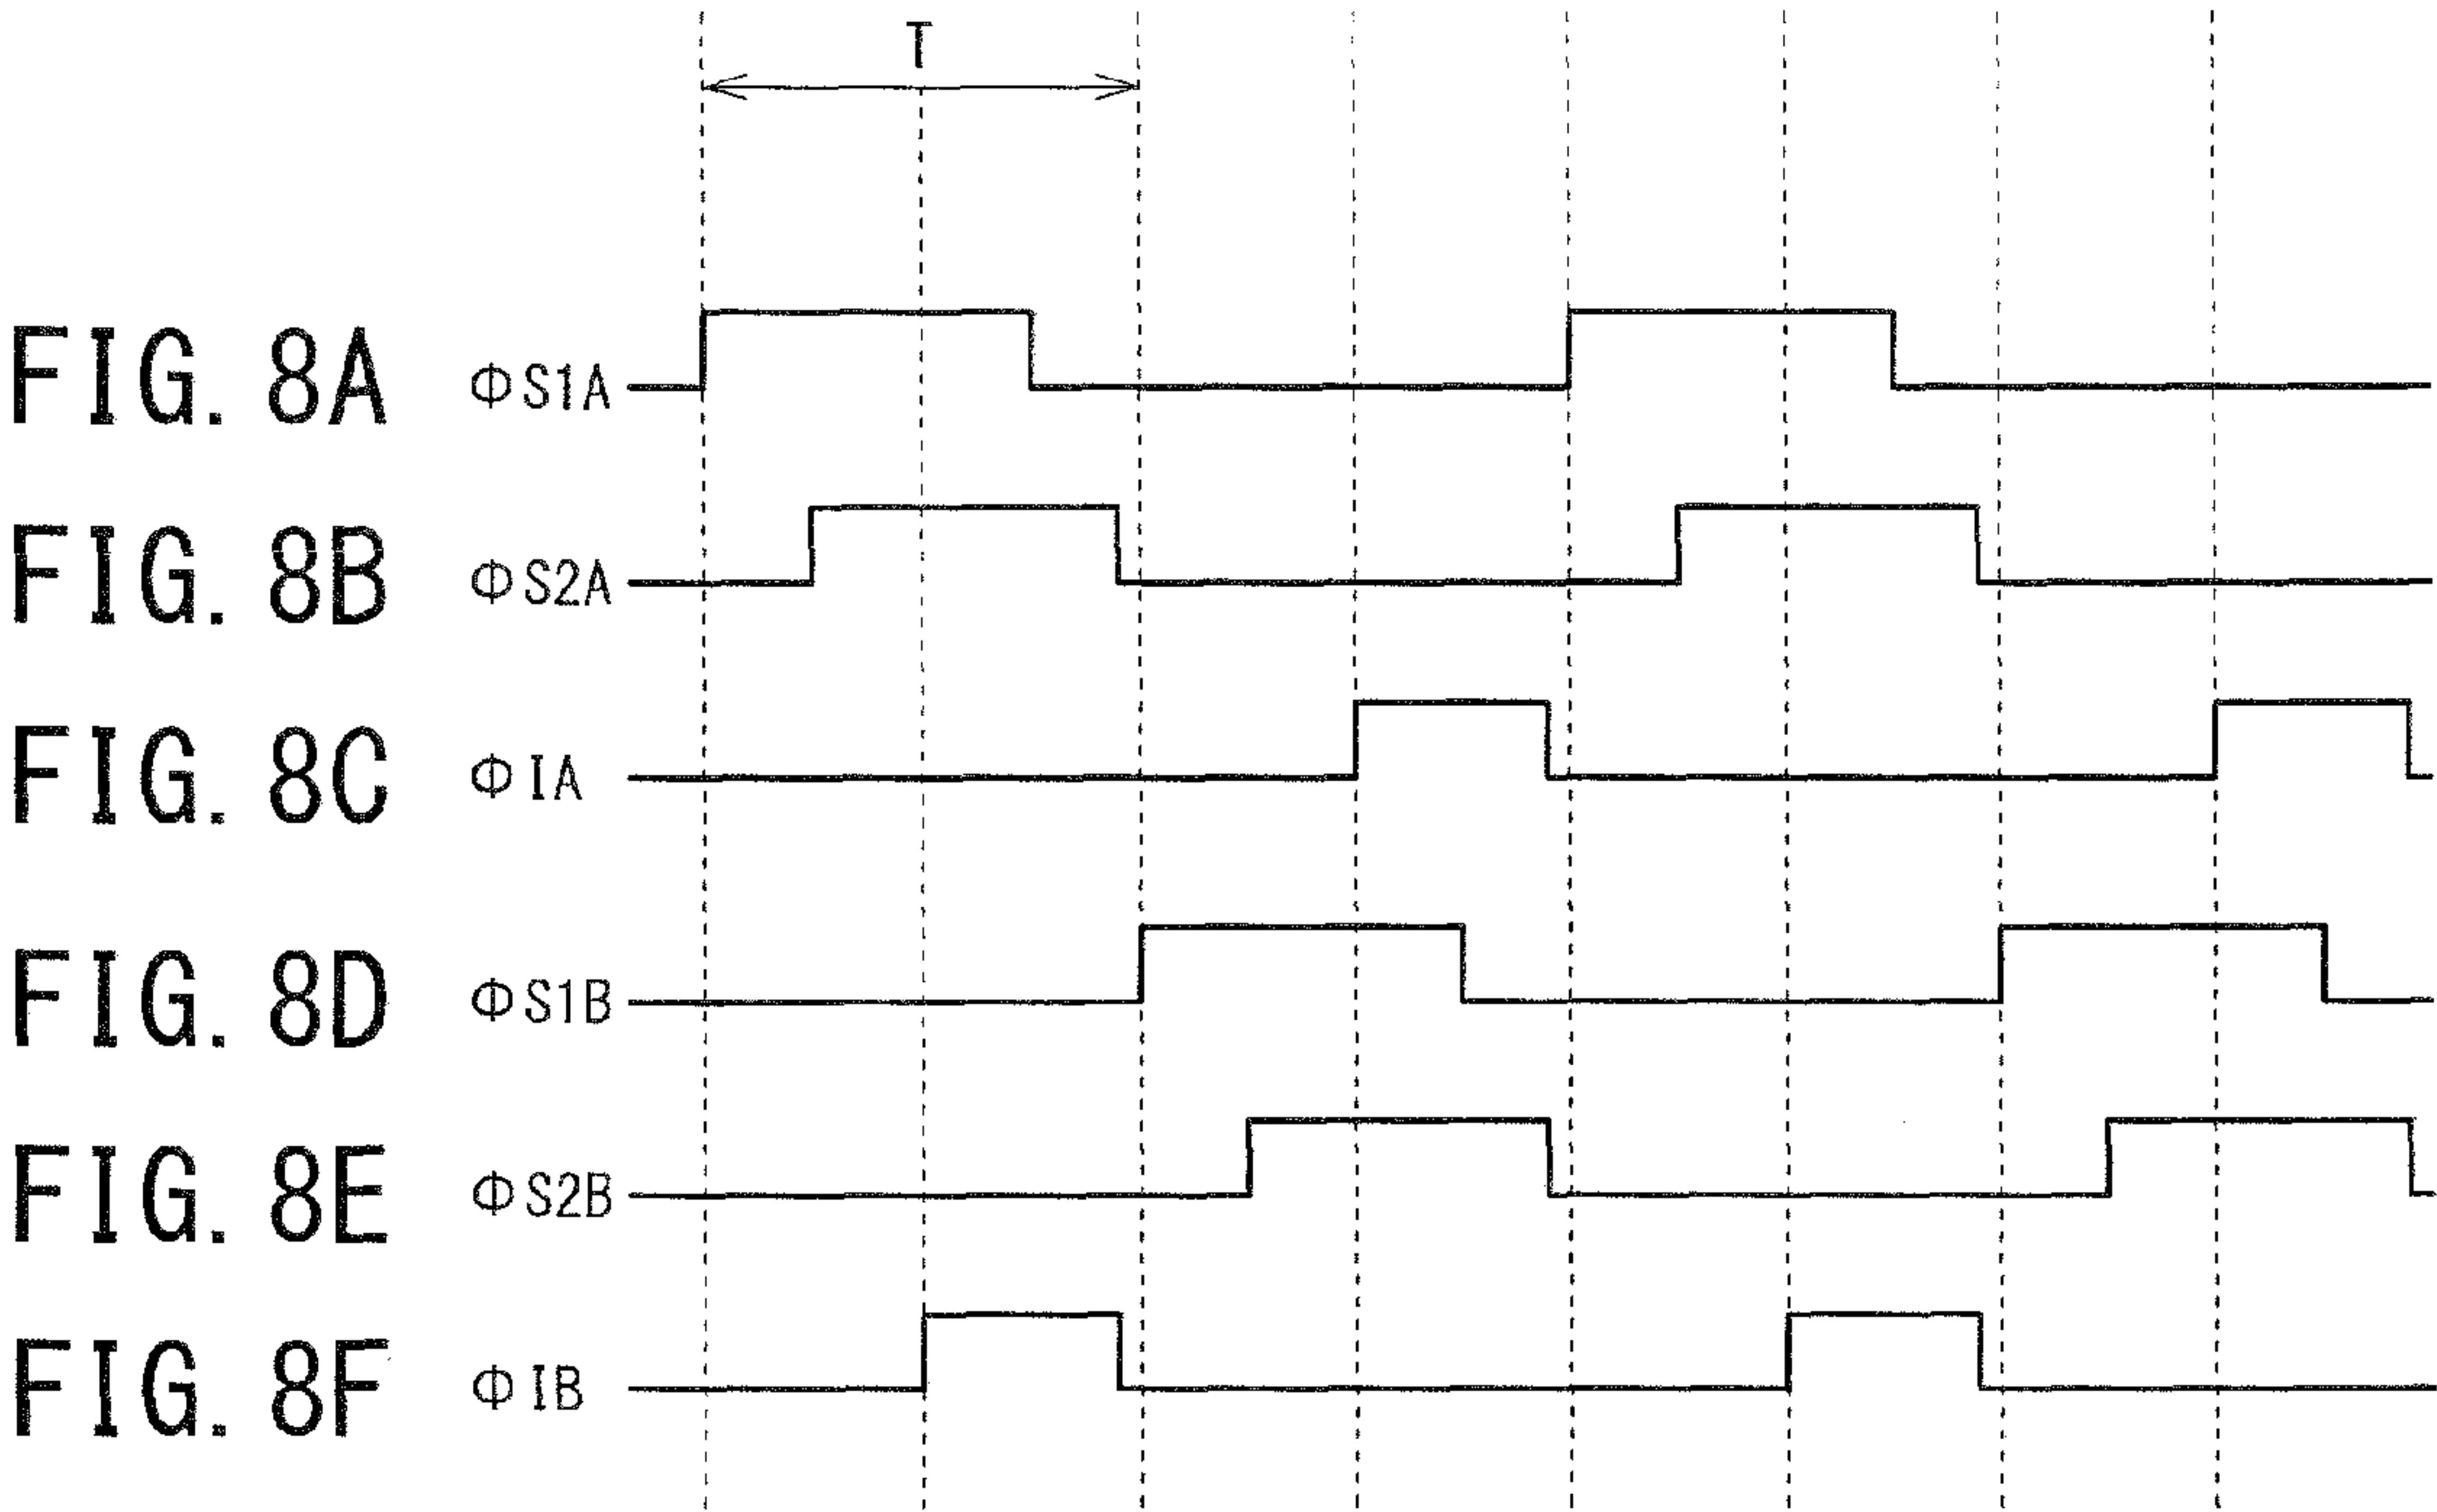 T
FIG. 8A ΦS1A
FIG. 8B ΦS2A
FIG. 8C ΦIA
FIG. 8D ΦS1B
FIG. 8E ΦS2B
FIG. 8F ΦIB